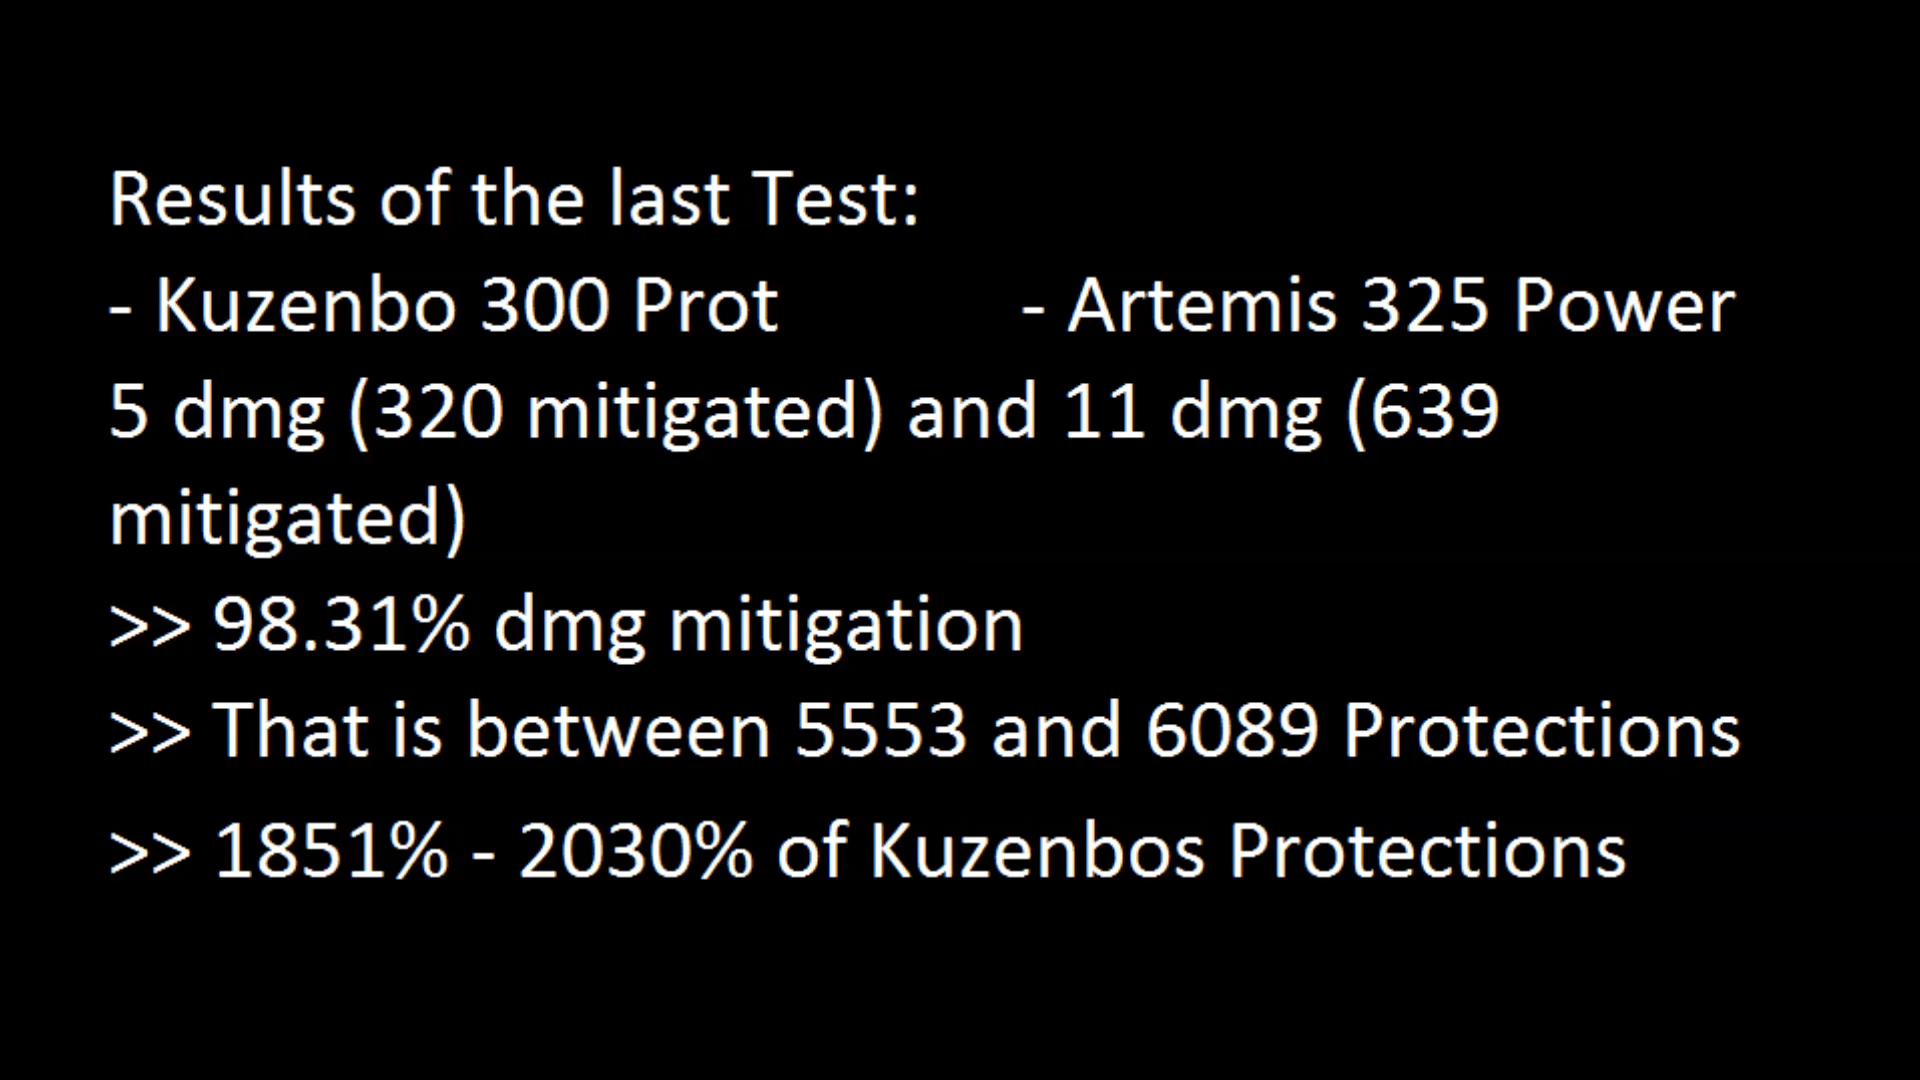 Results of the last Test:
- Kuzenbo 300 Prot - Artemis 325 Power
5 dmg (320 mitigated) and 11 dmg (639
mitigated)
>> 98.31% dmg mitigation
>> That is between 5553 and 6089 Protections
>> 1851% - 2030% of Kuzenbos Protections